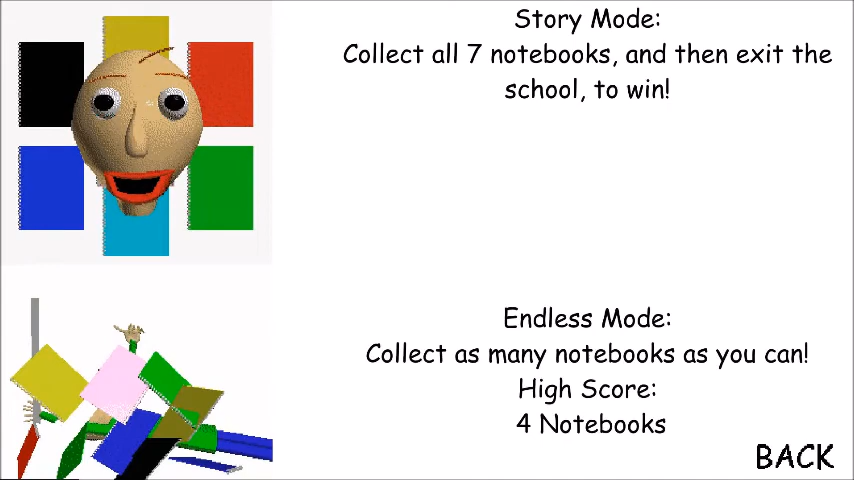 Story Mode:
Collect all 7 notebooks, and then exit the
school, to win!
Endless Mode:
Collect as many notebooks as you can!
High Score:
4 Notebooks
BACK